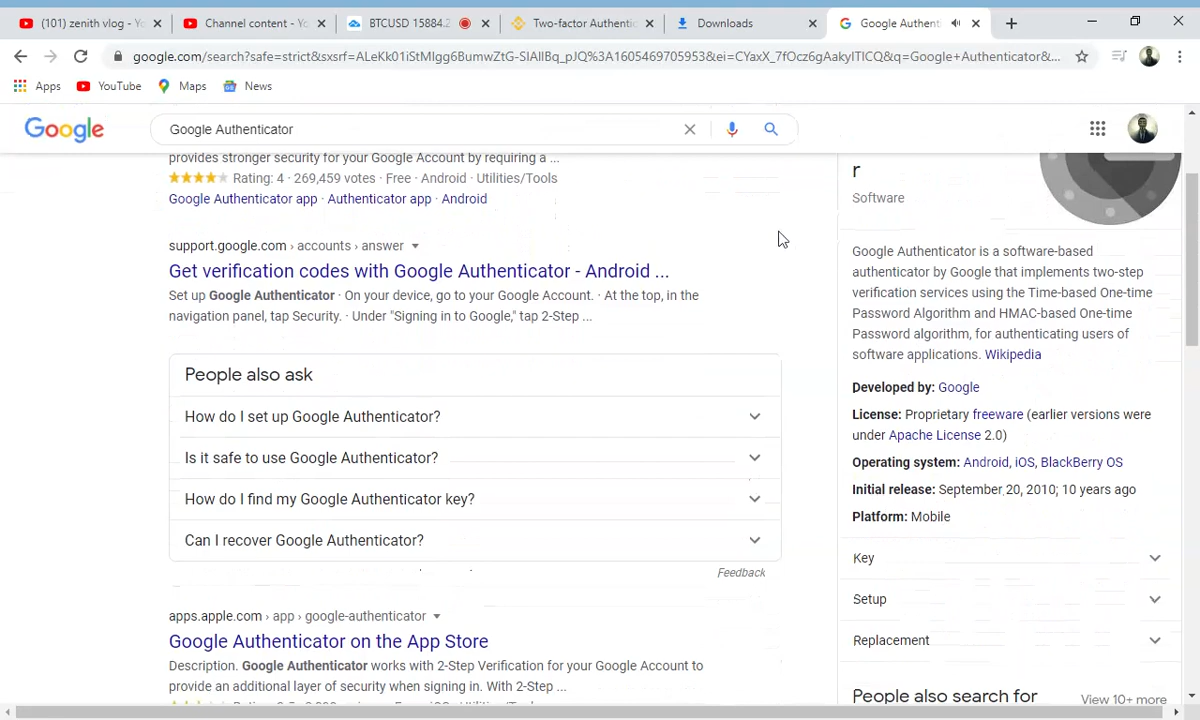 (101) zenith vlog - Yo
Channel content - Yo
BTCUSD 15884.2
Two-factor Authentic
Downloads
Google Authenti
google.com/search?safe=strict&sxsrf=ALeKk01iStMIgg6BumwZtG-SIAIlBq_pJQ%3A1605469705953&ei=CYaxX_7fOcz6gAakyITICQ&q=Google+Authenticator&...
Apps
YouTube
Maps
News
Google
Google Authenticator
provides stronger security for your Google Account by requiring a ...
Rating: 4 · 269,459 votes · Free · Android · Utilities/Tools
Google Authenticator app · Authenticator app · Android
support.google.com › accounts › answer
Get verification codes with Google Authenticator - Android ...
Set up Google Authenticator · On your device, go to your Google Account. · At the top, in the
navigation panel, tap Security. · Under "Signing in to Google," tap 2-Step ...
People also ask
How do I set up Google Authenticator?
Is it safe to use Google Authenticator?
How do I find my Google Authenticator key?
Can I recover Google Authenticator?
Feedback
apps.apple.com › app › google-authenticator
Google Authenticator on the App Store
Description. Google Authenticator works with 2-Step Verification for your Google Account to
provide an additional layer of security when signing in. With 2-Step ...
r
Software
Google Authenticator is a software-based
authenticator by Google that implements two-step
verification services using the Time-based One-time
Password Algorithm and HMAC-based One-time
Password algorithm, for authenticating users of
software applications. Wikipedia
Developed by: Google
License: Proprietary freeware (earlier versions were
under Apache License 2.0)
Operating system: Android, iOS, BlackBerry OS
Initial release: September 20, 2010; 10 years ago
Platform: Mobile
Key
Setup
Replacement
People also search for
View 10+ more